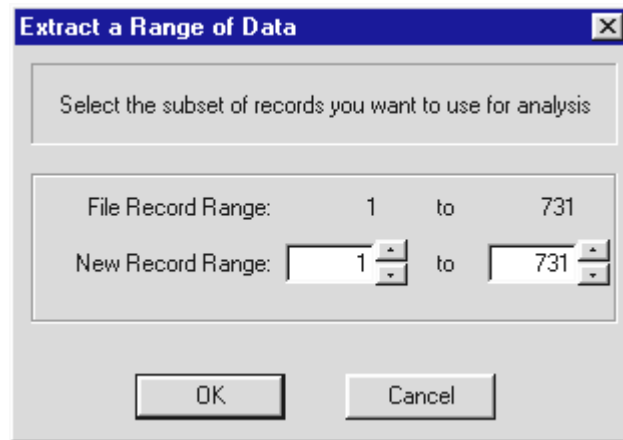 Extract a Range of Data
Select the subset of records you want to use for analysis
File Record Range: 1 to 731
New Record Range: 1 to 731
OK Cancel